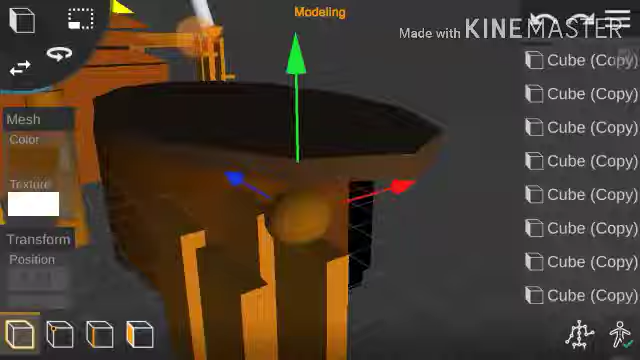 Modeling
Made with KINEMASTER
Cube (Copy)
Cube (Copy)
Mesh
Cube (Copy)
Color
Cube (Copy)
Texture
Cube (Copy)
Cube (Copy)
Transform
Position
Cube (Copy)
Cube (Copy)